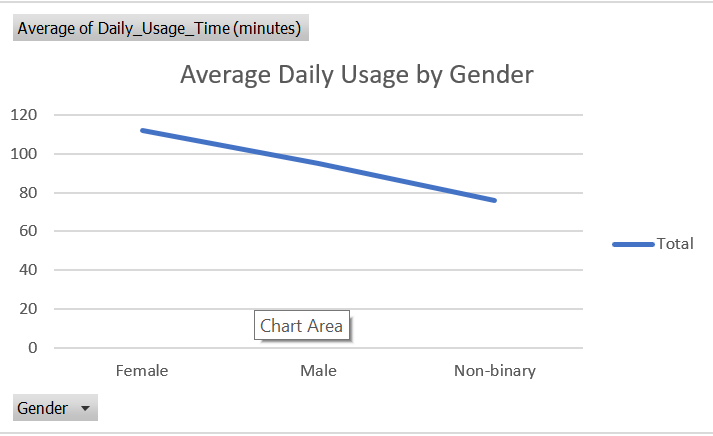 Average of Daily_Usage_Time (minutes)
Average Daily Usage by Gender
120
100
80
60
40
20
0
Total
Chart Area
Female Male Non-binary
Gender